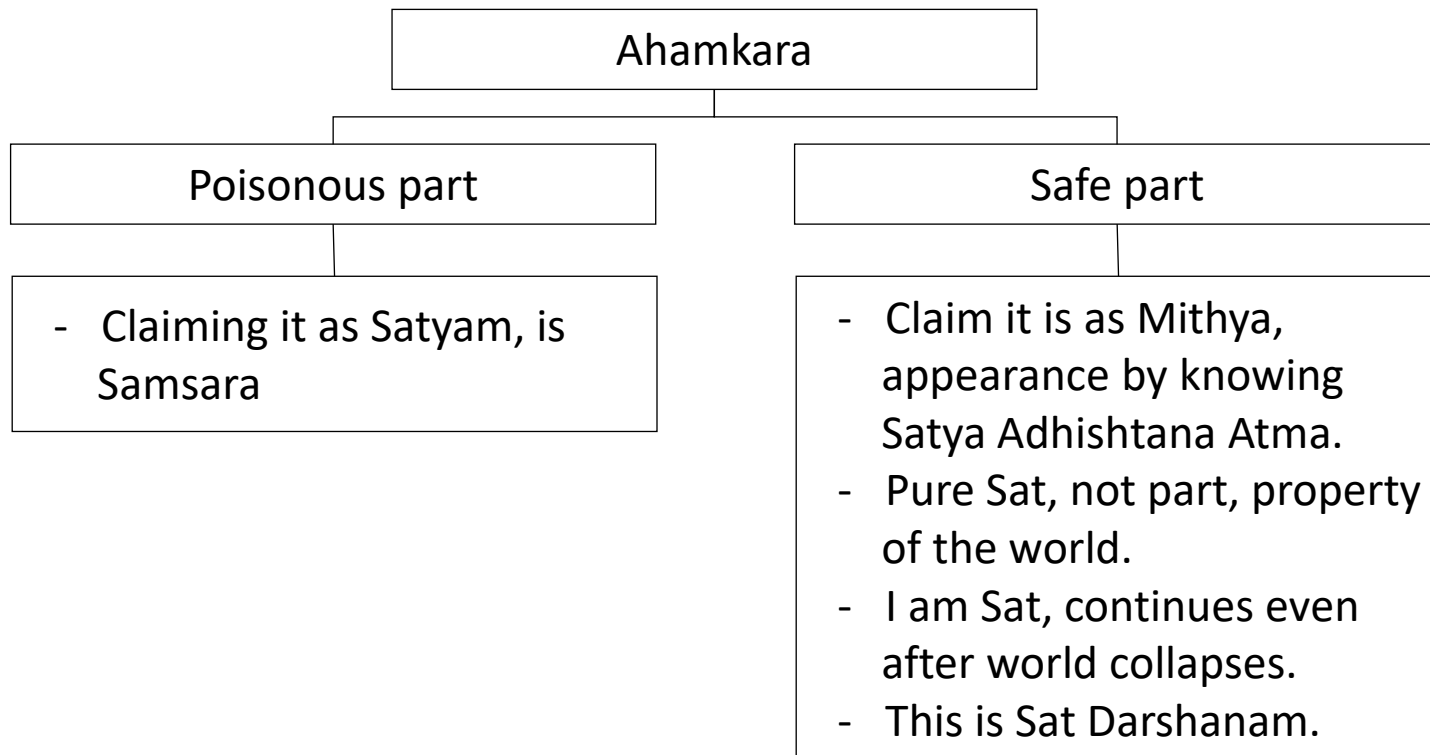 Ahamkara
Poisonous part
Safe part
- Claiming it as Satyam, is
Samsara
- Claim it is as Mithya,
appearance by knowing
Satya Adhishtana Atma.
- Pure Sat, not part, property
of the world.
- I am Sat, continues even
after world collapses.
- This is Sat Darshanam.